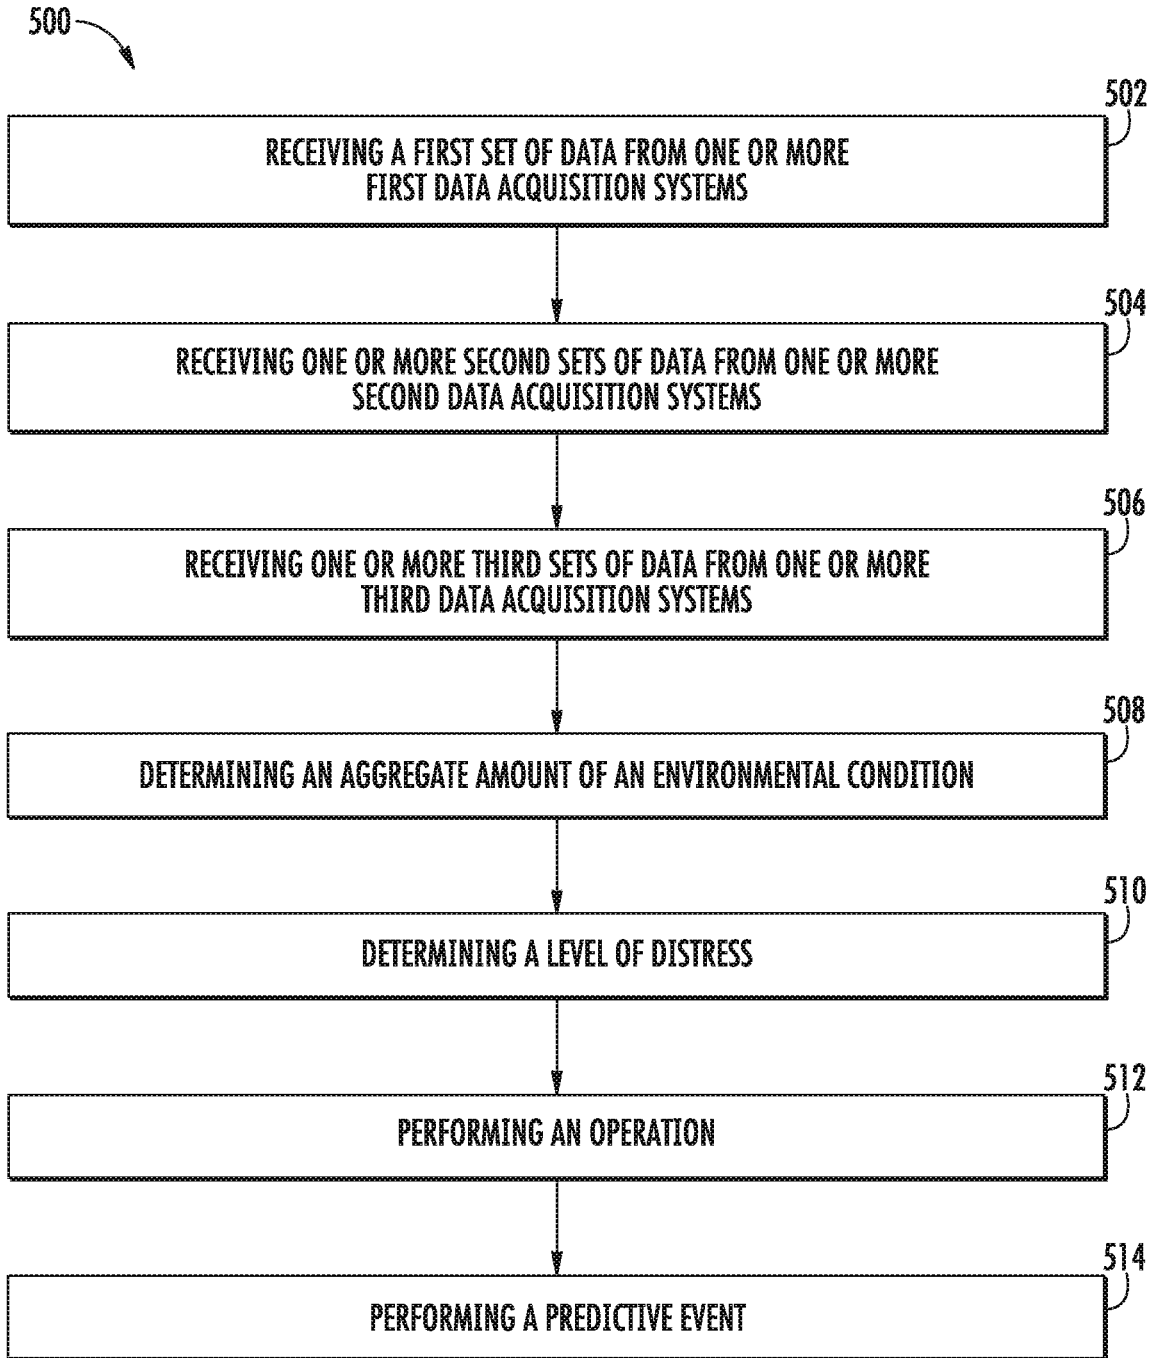 500
502
RECEIVING A FIRST SET OF DATA FROM ONE OR MORE
FIRST DATA ACQUISITION SYSTEMS
504
RECEIVING ONE OR MORE SECOND SETS OF DATA FROM ONE OR MORE
SECOND DATA ACQUISITION SYSTEMS
506
RECEIVING ONE OR MORE THIRD SETS OF DATA FROM ONE OR MORE
THIRD DATA ACQUISITION SYSTEMS
508
DETERMINING AN AGGREGATE AMOUNT OF AN ENVIRONMENTAL CONDITION
510
DETERMINING A LEVEL OF DISTRESS
512
PERFORMING AN OPERATION
514
PERFORMING A PREDICTIVE EVENT